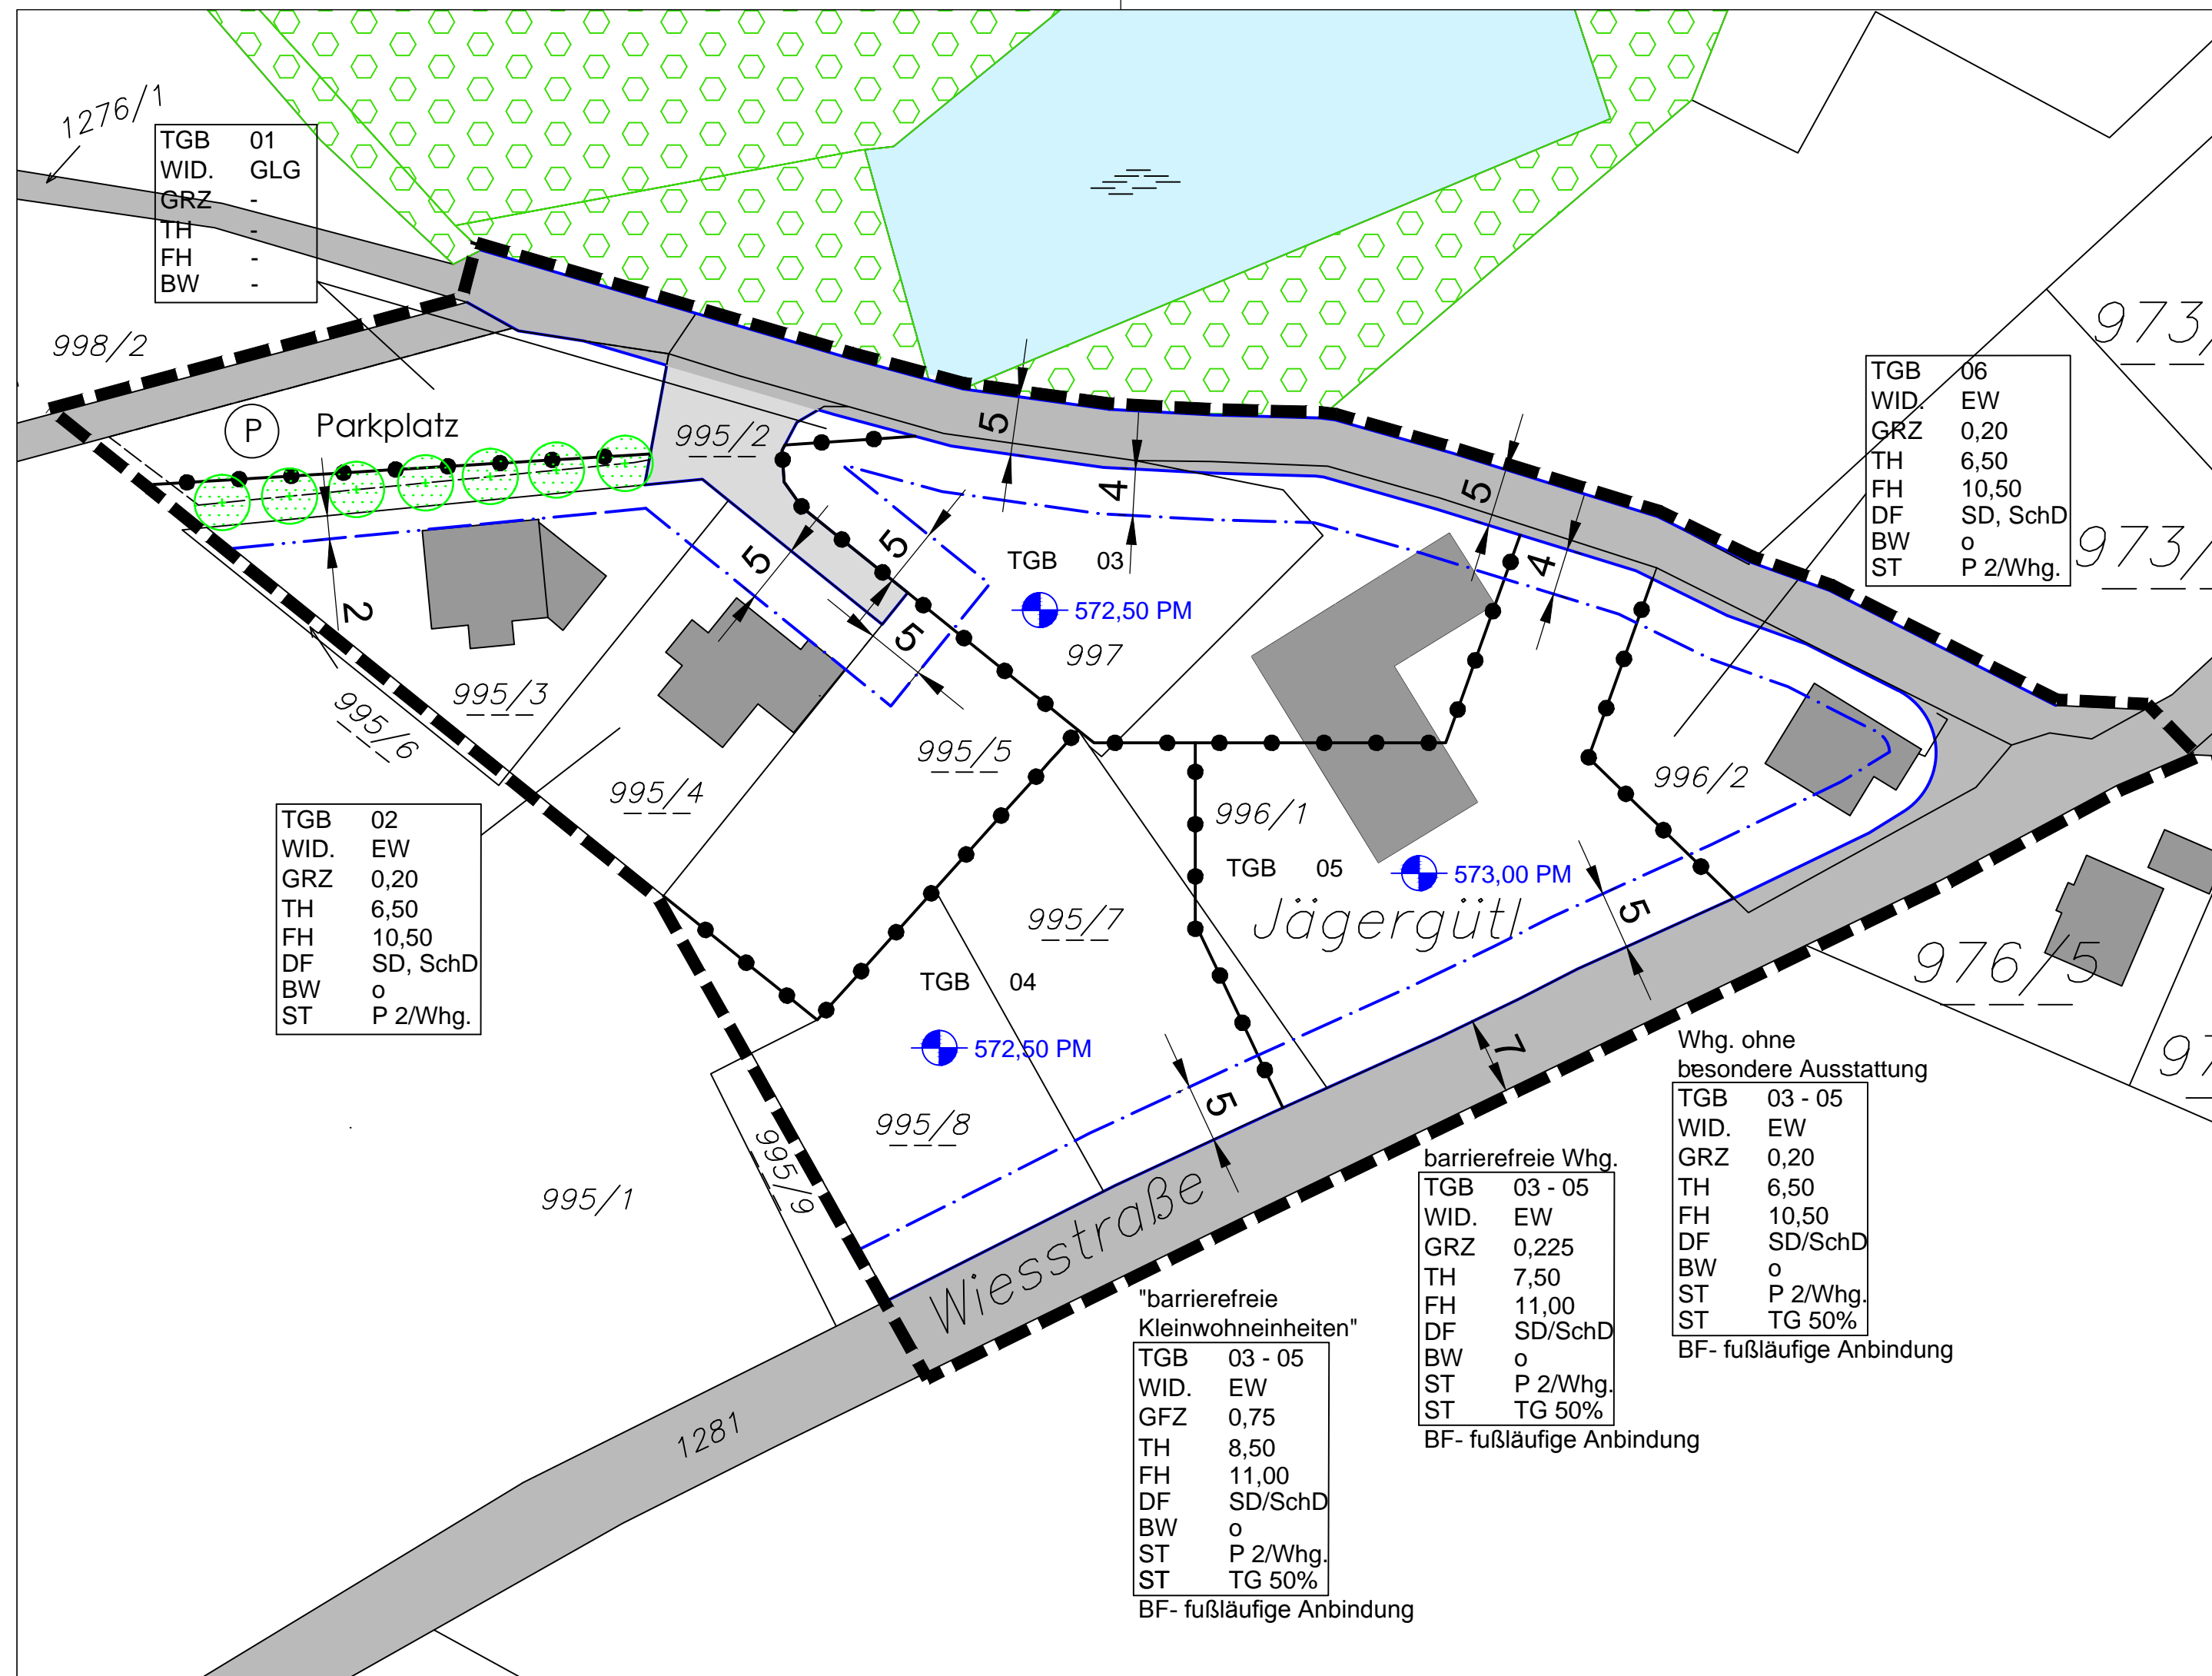 1276/1
TGB 01
WID. GLG
GRZ -
TH -
FH -
BW -
998/2
P Parkplatz
995/2
5
4
5
4
5
5
5
2
TGB 03
572,50 PM
997
973/
973/
TGB 06
WID. EW
GRZ 0,20
TH 6,50
FH 10,50
DF SD, SchD
BW o
ST P 2/Whg.
995/3
995/6
995/4
995/5
996/1
996/2
TGB 05
573,00 PM
Jägergütl
5
TGB 02
WID. EW
GRZ 0,20
TH 6,50
FH 10,50
DF SD, SchD
BW o
ST P 2/Whg.
995/7
TGB 04
572,50 PM
995/8
5
7
976/5
97
995/9
995/1
Wiesstraße
1281
Whg. ohne
besondere Ausstattung
TGB 03 - 05
WID. EW
GRZ 0,20
TH 6,50
FH 10,50
DF SD/SchD
BW o
ST P 2/Whg.
ST TG 50%
BF- fußläufige Anbindung
barrierefreie Whg.
TGB 03 - 05
WID. EW
GRZ 0,225
TH 7,50
FH 11,00
DF SD/SchD
BW o
ST P 2/Whg.
ST TG 50%
BF- fußläufige Anbindung
"barrierefreie
Kleinwohneinheiten"
TGB 03 - 05
WID. EW
GFZ 0,75
TH 8,50
FH 11,00
DF SD/SchD
BW o
ST P 2/Whg.
ST TG 50%
BF- fußläufige Anbindung